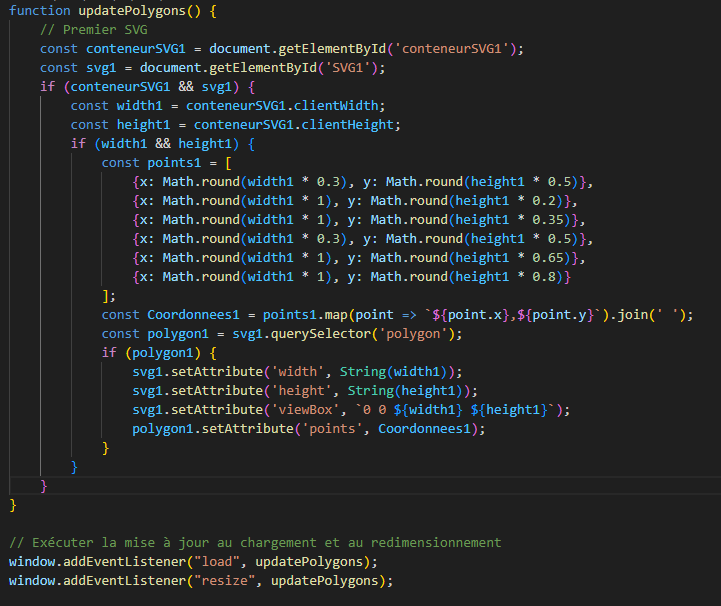 function updatePolygons() {
    // Premier SVG
    const conteneurSVG1 = document.getElementById('conteneurSVG1');
    const svg1 = document.getElementById('SVG1');
    if (conteneurSVG1 && svg1) {
        const width1 = conteneurSVG1.clientWidth;
        const height1 = conteneurSVG1.clientHeight;
        if (width1 && height1) {
            const points1 = [
                {x: Math.round(width1 * 0.3), y: Math.round(height1 * 0.5)},
                {x: Math.round(width1 * 1), y: Math.round(height1 * 0.2)},
                {x: Math.round(width1 * 1), y: Math.round(height1 * 0.35)},
                {x: Math.round(width1 * 0.3), y: Math.round(height1 * 0.5)},
                {x: Math.round(width1 * 1), y: Math.round(height1 * 0.65)},
                {x: Math.round(width1 * 1), y: Math.round(height1 * 0.8)}
            ];
            const Coordonnees1 = points1.map(point => `${point.x},${point.y}`).join(' ');
            const polygon1 = svg1.querySelector('polygon');
            if (polygon1) {
                svg1.setAttribute('width', String(width1));
                svg1.setAttribute('height', String(height1));
                svg1.setAttribute('viewBox', `0 0 ${width1} ${height1}`);
                polygon1.setAttribute('points', Coordonnees1);
            }
        }
    }
}

// Exécuter la mise à jour au chargement et au redimensionnement
window.addEventListener("load", updatePolygons);
window.addEventListener("resize", updatePolygons);